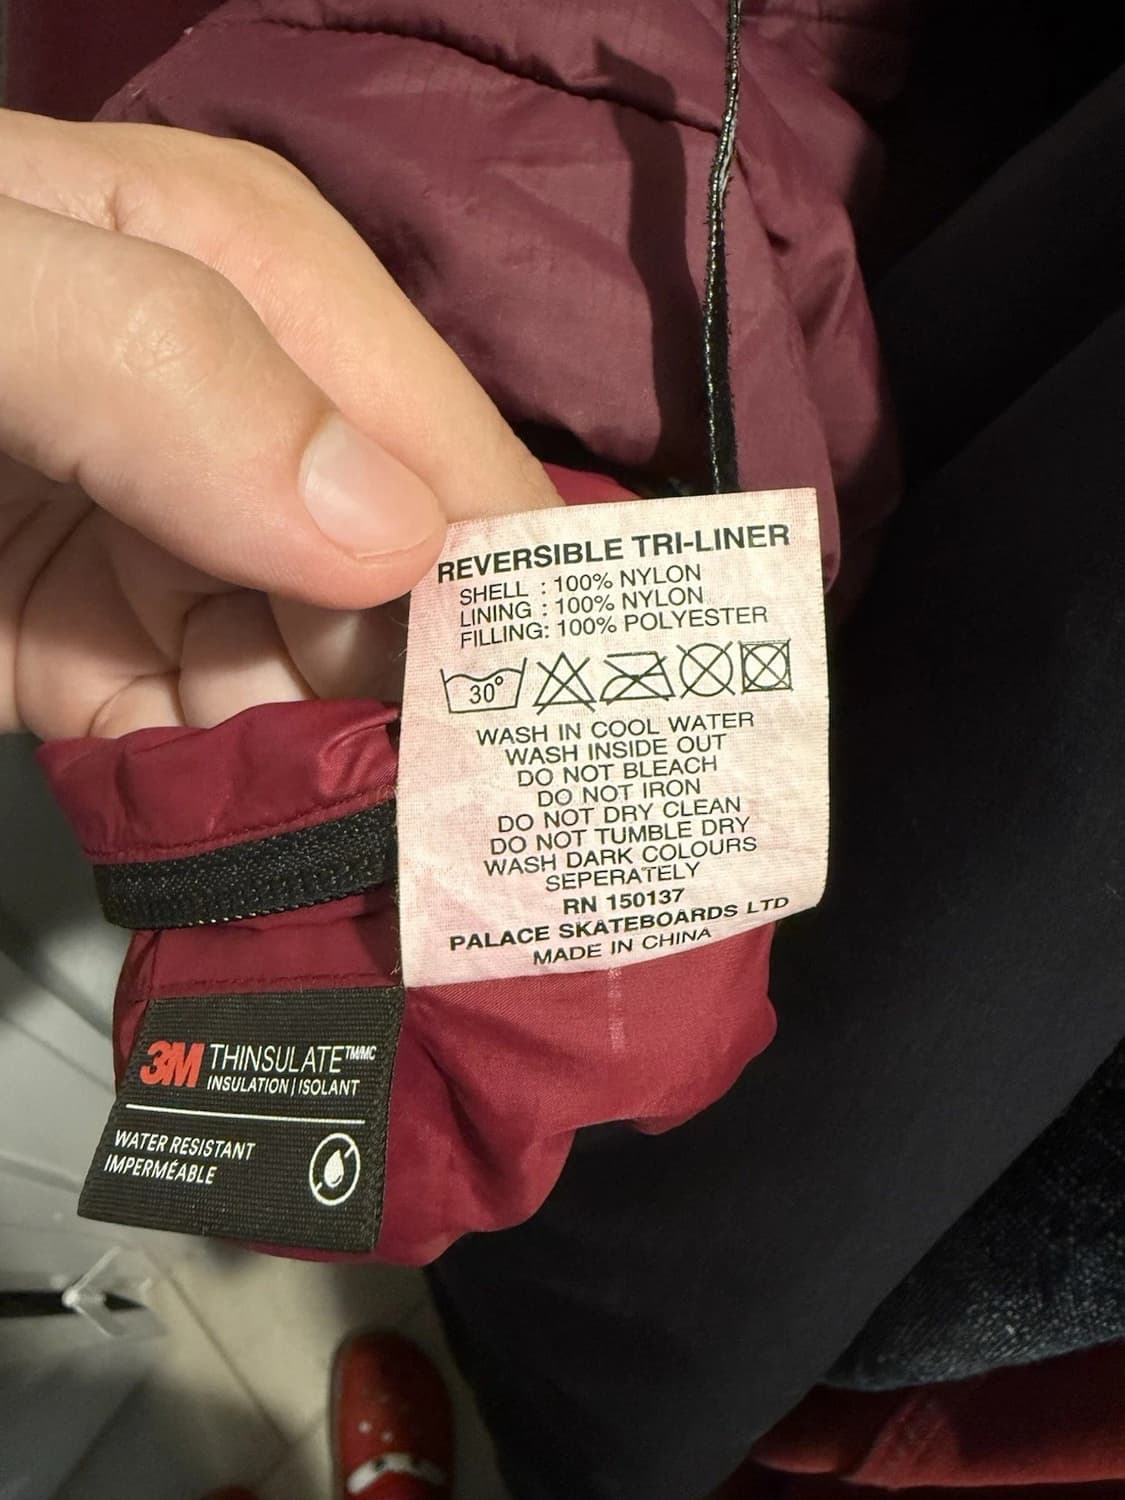 REVERSIBLE TRI-LINER
SHELL : 100% NYLON
LINING : 100% NYLON
FILLING: 100% POLYESTER
30°
WASH IN COOL WATER
WASH INSIDE OUT
DO NOT BLEACH
DO NOT IRON
DO NOT DRY CLEAN
DO NOT TUMBLE DRY
WASH DARK COLOURS
SEPERATELY
RN 150137
PALACE SKATEBOARDS LTD
MADE IN CHINA
3M THINSULATE™/MC
INSULATION | ISOLANT
WATER RESISTANT
IMPERMÉABLE